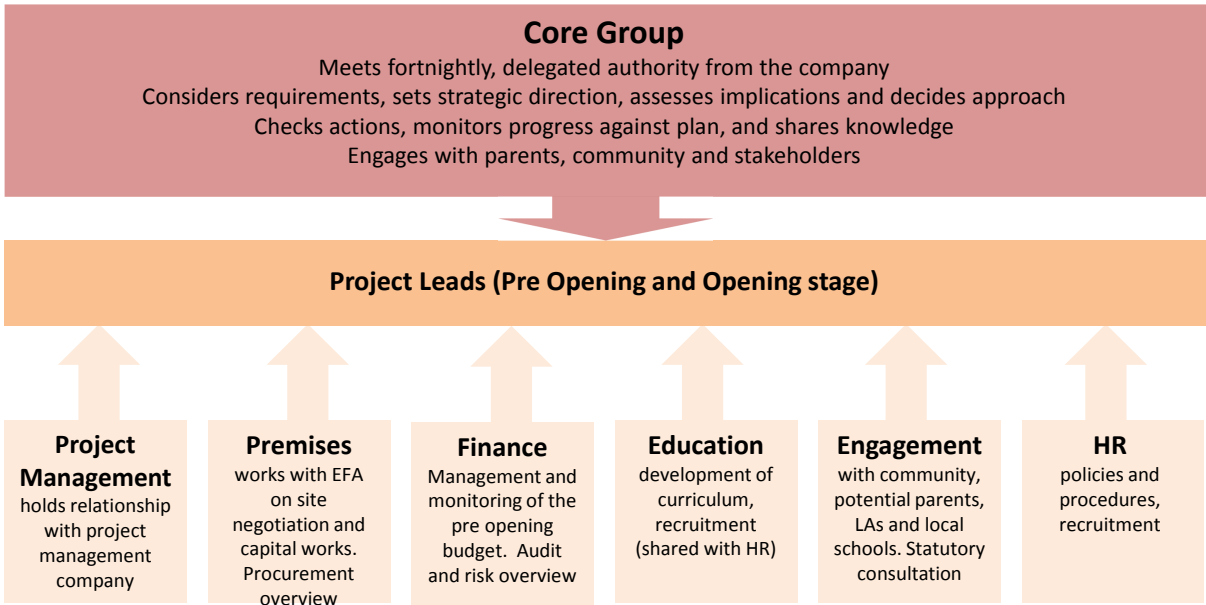 Core Group
Meets fortnightly, delegated authority from the company
Considers requirements, sets strategic direction, assesses implications and decides approach
Checks actions, monitors progress against plan, and shares knowledge
Engages with parents, community and stakeholders
Project Leads (Pre Opening and Opening stage)
Project
Management
holds relationship
with project
management
company
Premises
works with EFA
on site
negotiation and
capital works.
Procurement
overview
Finance
Management and
monitoring of the
pre opening
budget.  Audit
and risk overview
Education
development of
curriculum,
recruitment
(shared with HR)
Engagement
with community,
potential parents,
LAs and local
schools. Statutory
consultation
HR
policies and
procedures,
recruitment